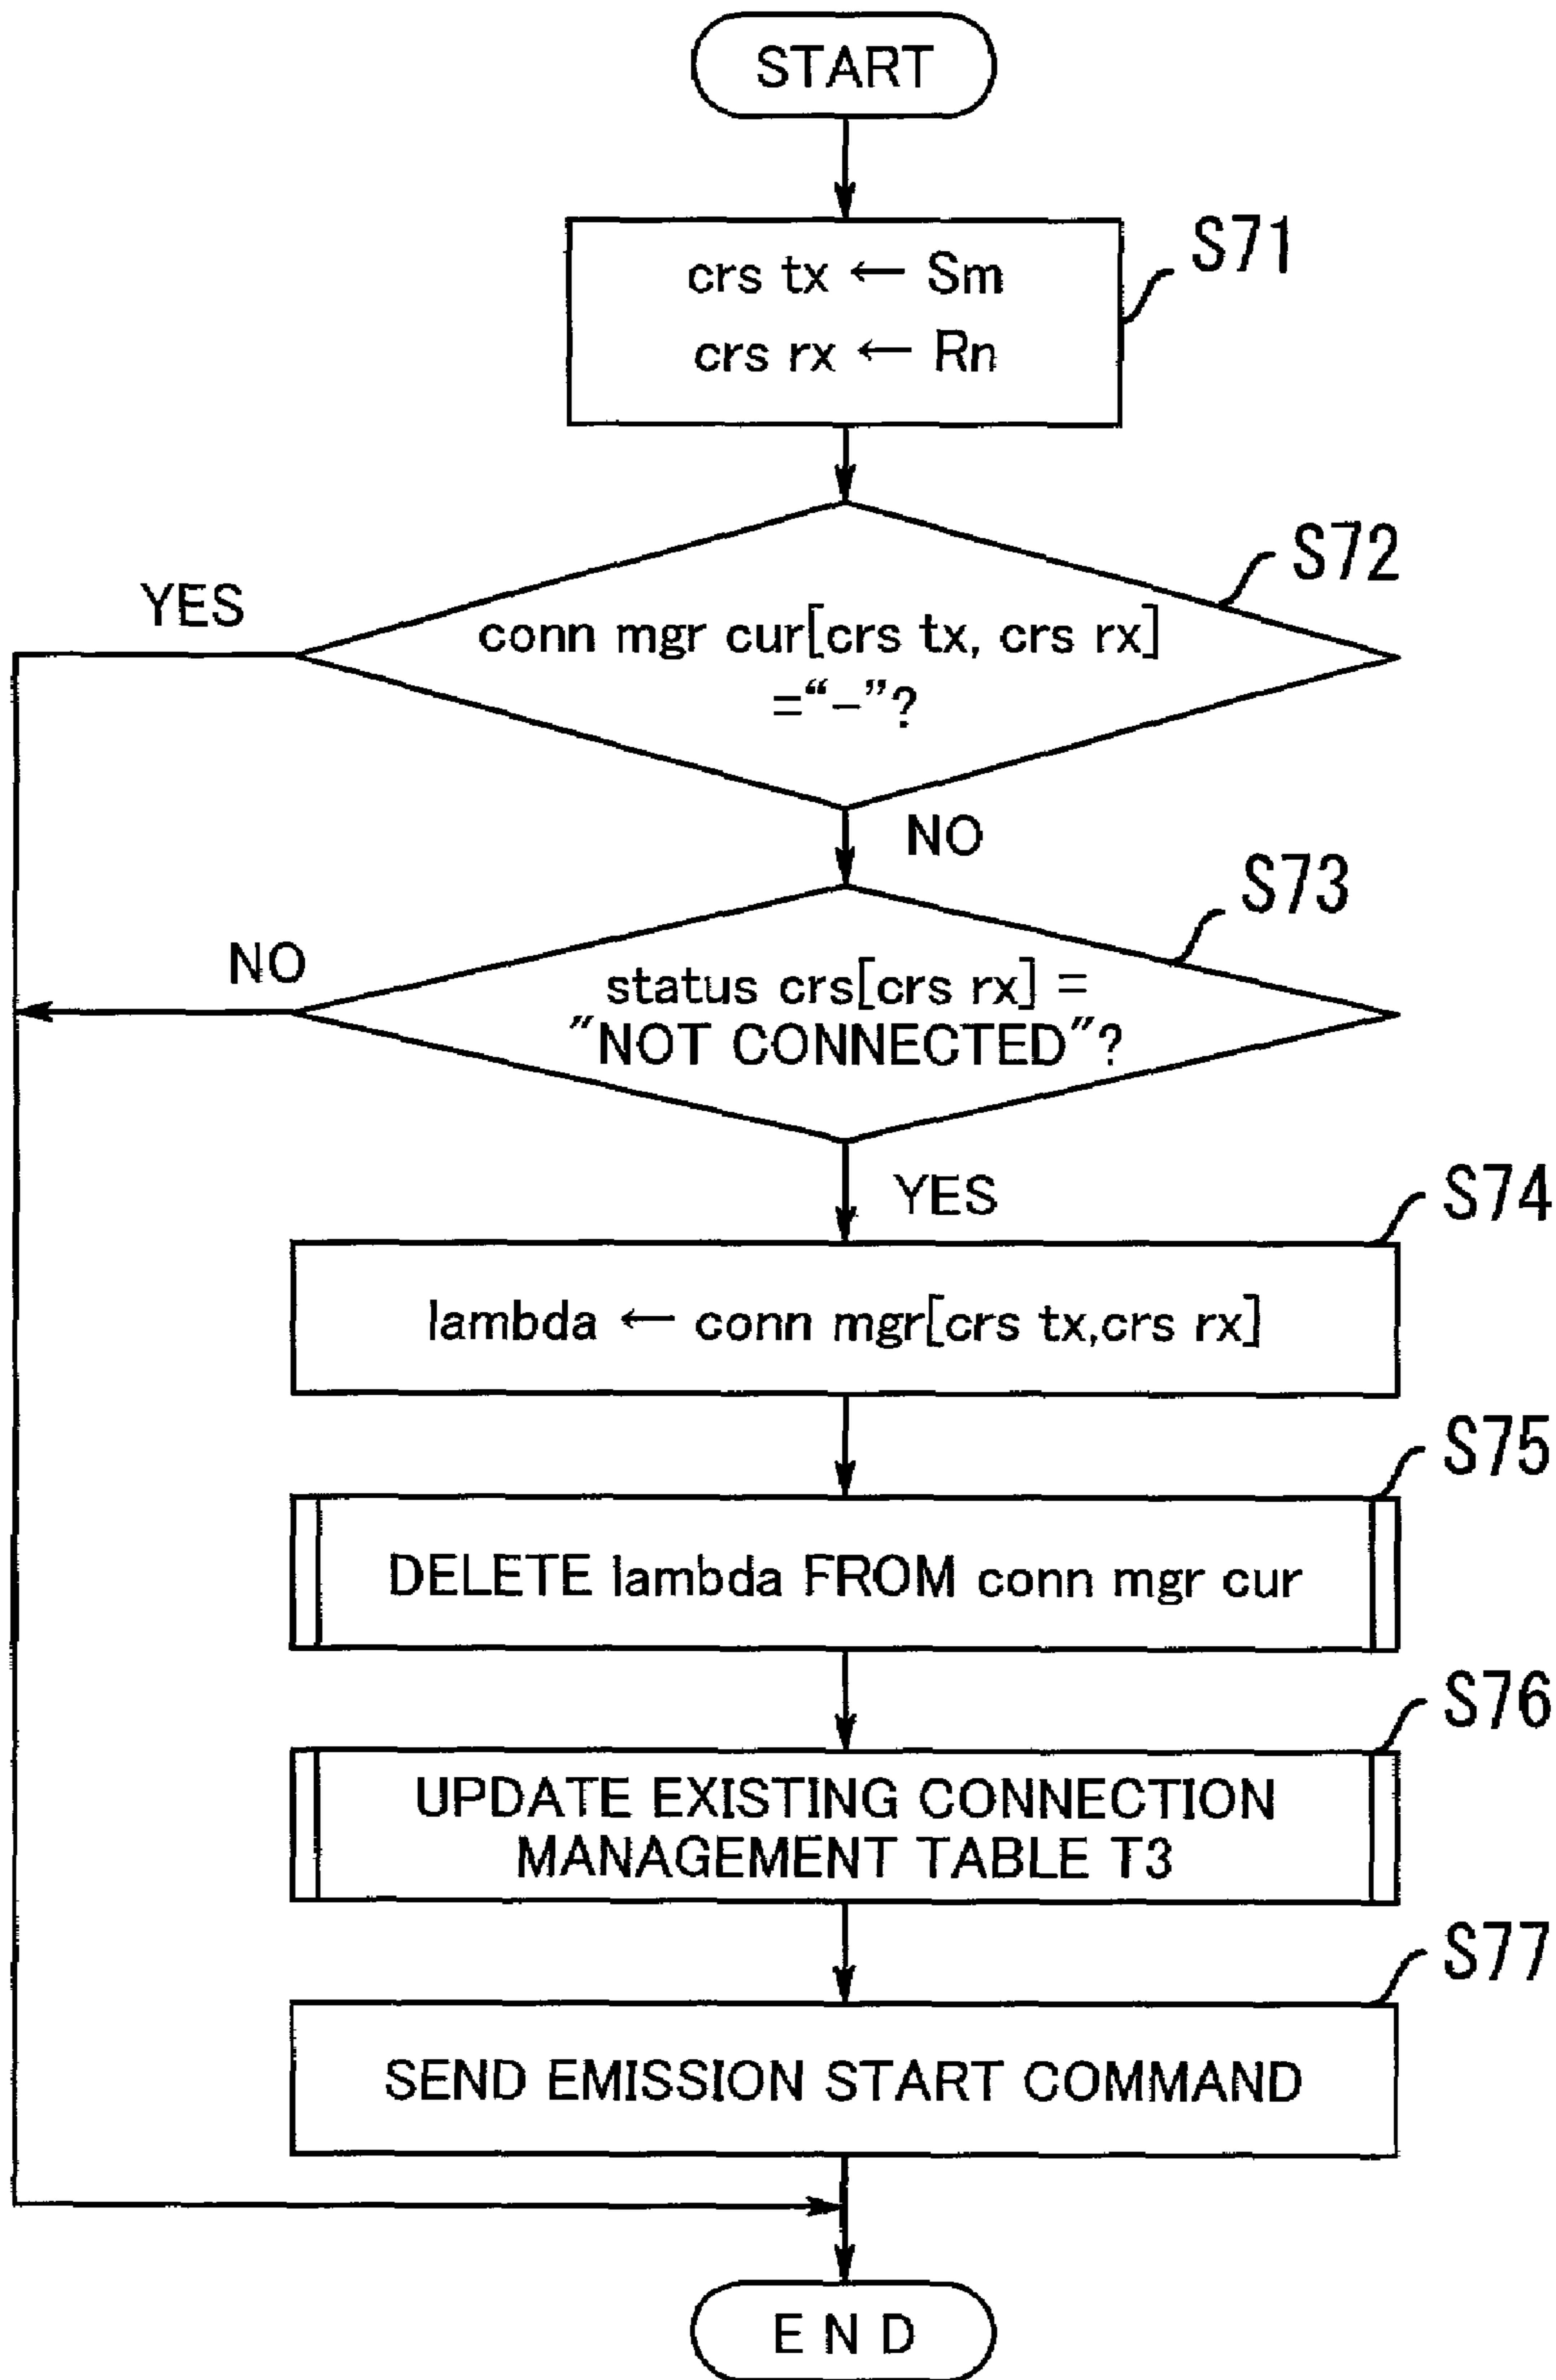 START
S71
crs tx ← Sm
crs rx ← Rn
S72
YES
conn mgr cur[crs tx, crs rx]
=“−”?
NO
S73
NO
status crs[crs rx] =
"NOT CONNECTED"?
YES
S74
lambda ← conn mgr[crs tx,crs rx]
S75
DELETE lambda FROM conn mgr cur
S76
UPDATE EXISTING CONNECTION
MANAGEMENT TABLE T3
S77
SEND EMISSION START COMMAND
END